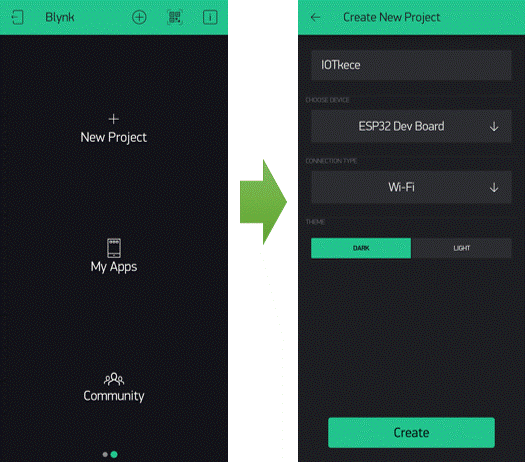 Blynk
New Project
My Apps
Community
Create New Project
IOTkece
CHOOSE DEVICE
ESP32 Dev Board
CONNECTION TYPE
Wi-Fi
THEME
DARK
LIGHT
Create